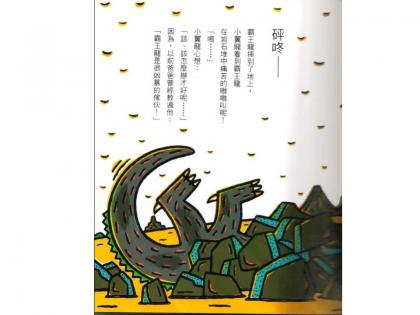 砰咚——
霸王龍摔到了地上，
小寶龍看到霸王龍
在岩石堆中痛苦的嗷嗷叫呢！
「嗚……」
小寶龍心想：
「該、該怎麼辦才好呢……」
因為，以前爸爸曾經教過他：
「霸王龍是很凶暴的傢伙！」